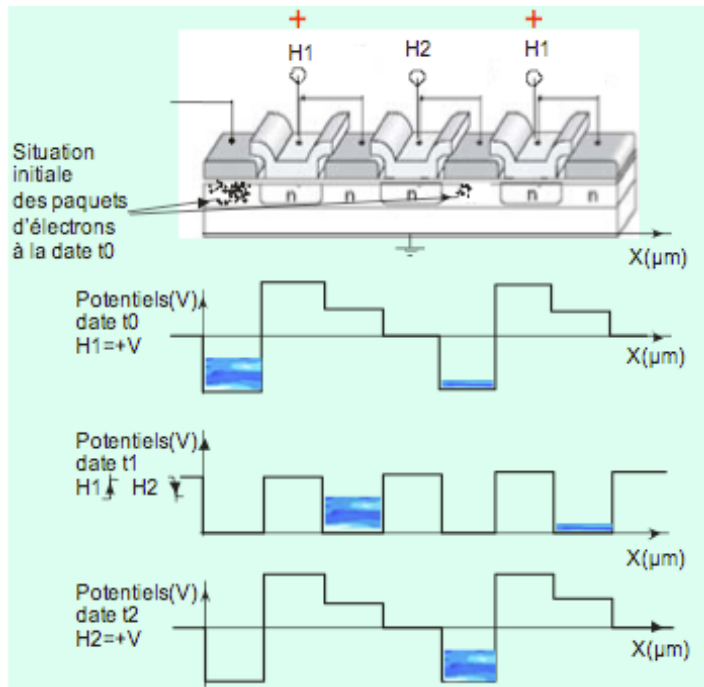 + +
H1 H2 H1
Situation
initiale
des paquets
d'électrons
à la date t0
n n n n n
X(µm)
Potentiels(V)
date t0
H1=+V
X(µm)
Potentiels(V)
date t1
H1 H2
X(µm)
Potentiels(V)
date t2
H2=+V
X(µm)